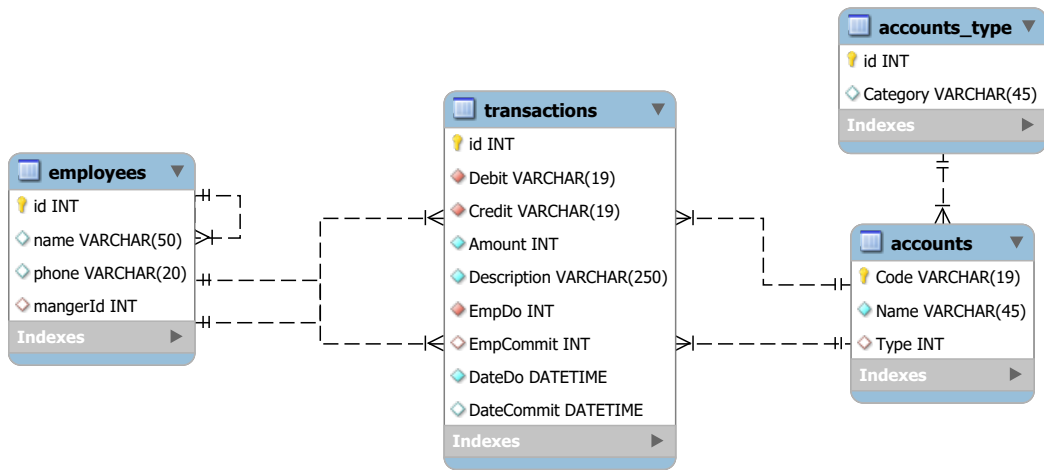 employees
id INT
name VARCHAR(50)
phone VARCHAR(20)
mangerId INT
Indexes
transactions
id INT
Debit VARCHAR(19)
Credit VARCHAR(19)
Amount INT
Description VARCHAR(250)
EmpDo INT
EmpCommit INT
DateDo DATETIME
DateCommit DATETIME
Indexes
accounts_type
id INT
Category VARCHAR(45)
Indexes
accounts
Code VARCHAR(19)
Name VARCHAR(45)
Type INT
Indexes